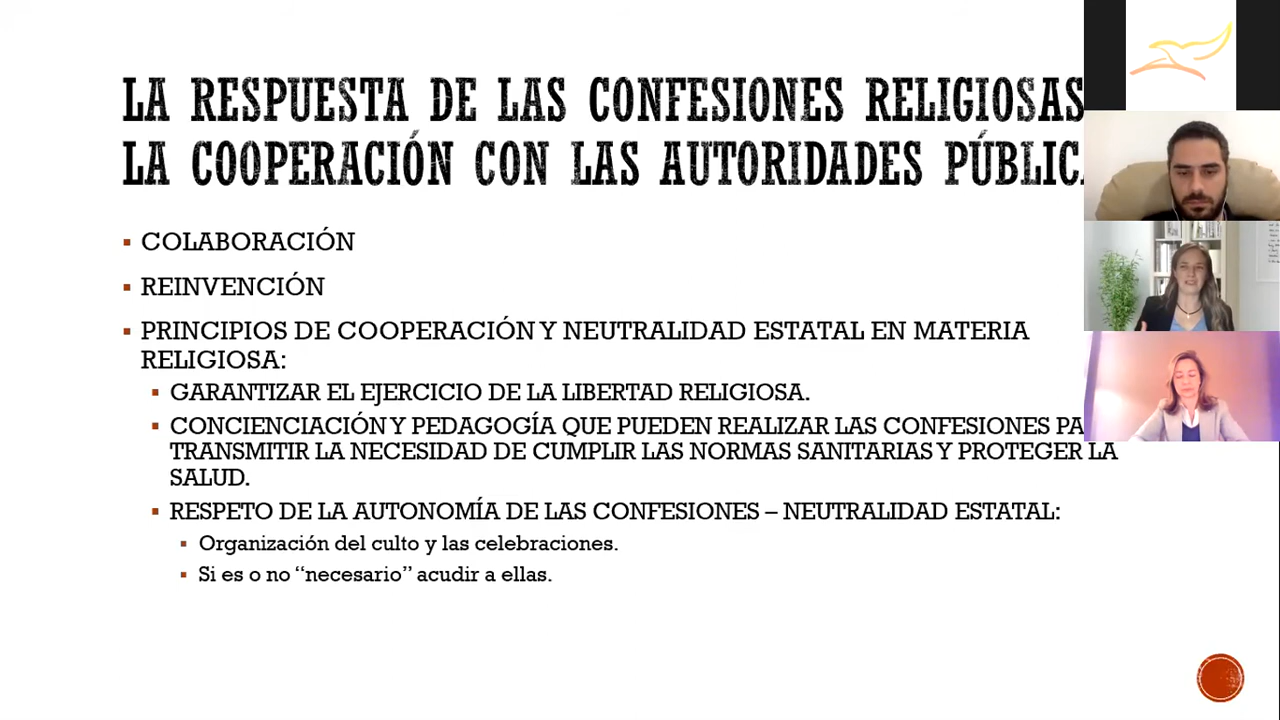 LA RESPUESTA DE LAS CONFESIONES RELIGIOSAS
LA COOPERACIÓN CON LAS AUTORIDADES
COLABORACIÓN
REINVENCIÓN
PRINCIPIOS DE COOPERACIÓN Y NEUTRALIDAD ESTATAL EN MATERIA
RELIGIOSA:
GARANTIZAR EL EJERCICIO DE LA LIBERTAD RELIGIOSA.
CONCIENCIACIÓN Y PEDAGOGÍA QUE PUEDEN REALIZAR LAS CONFESIONES
TRANSMITIR LA NECESIDAD DE CUMPLIR LAS NORMAS SANITARIAS Y PROTEGER LA
SALUD.
RESPETO DE LA AUTONOMÍA DE LAS CONFESIONES – NEUTRALIDAD ESTATAL:
Organización del culto y las celebraciones.
Si es o no “necesario” acudir a ellas.